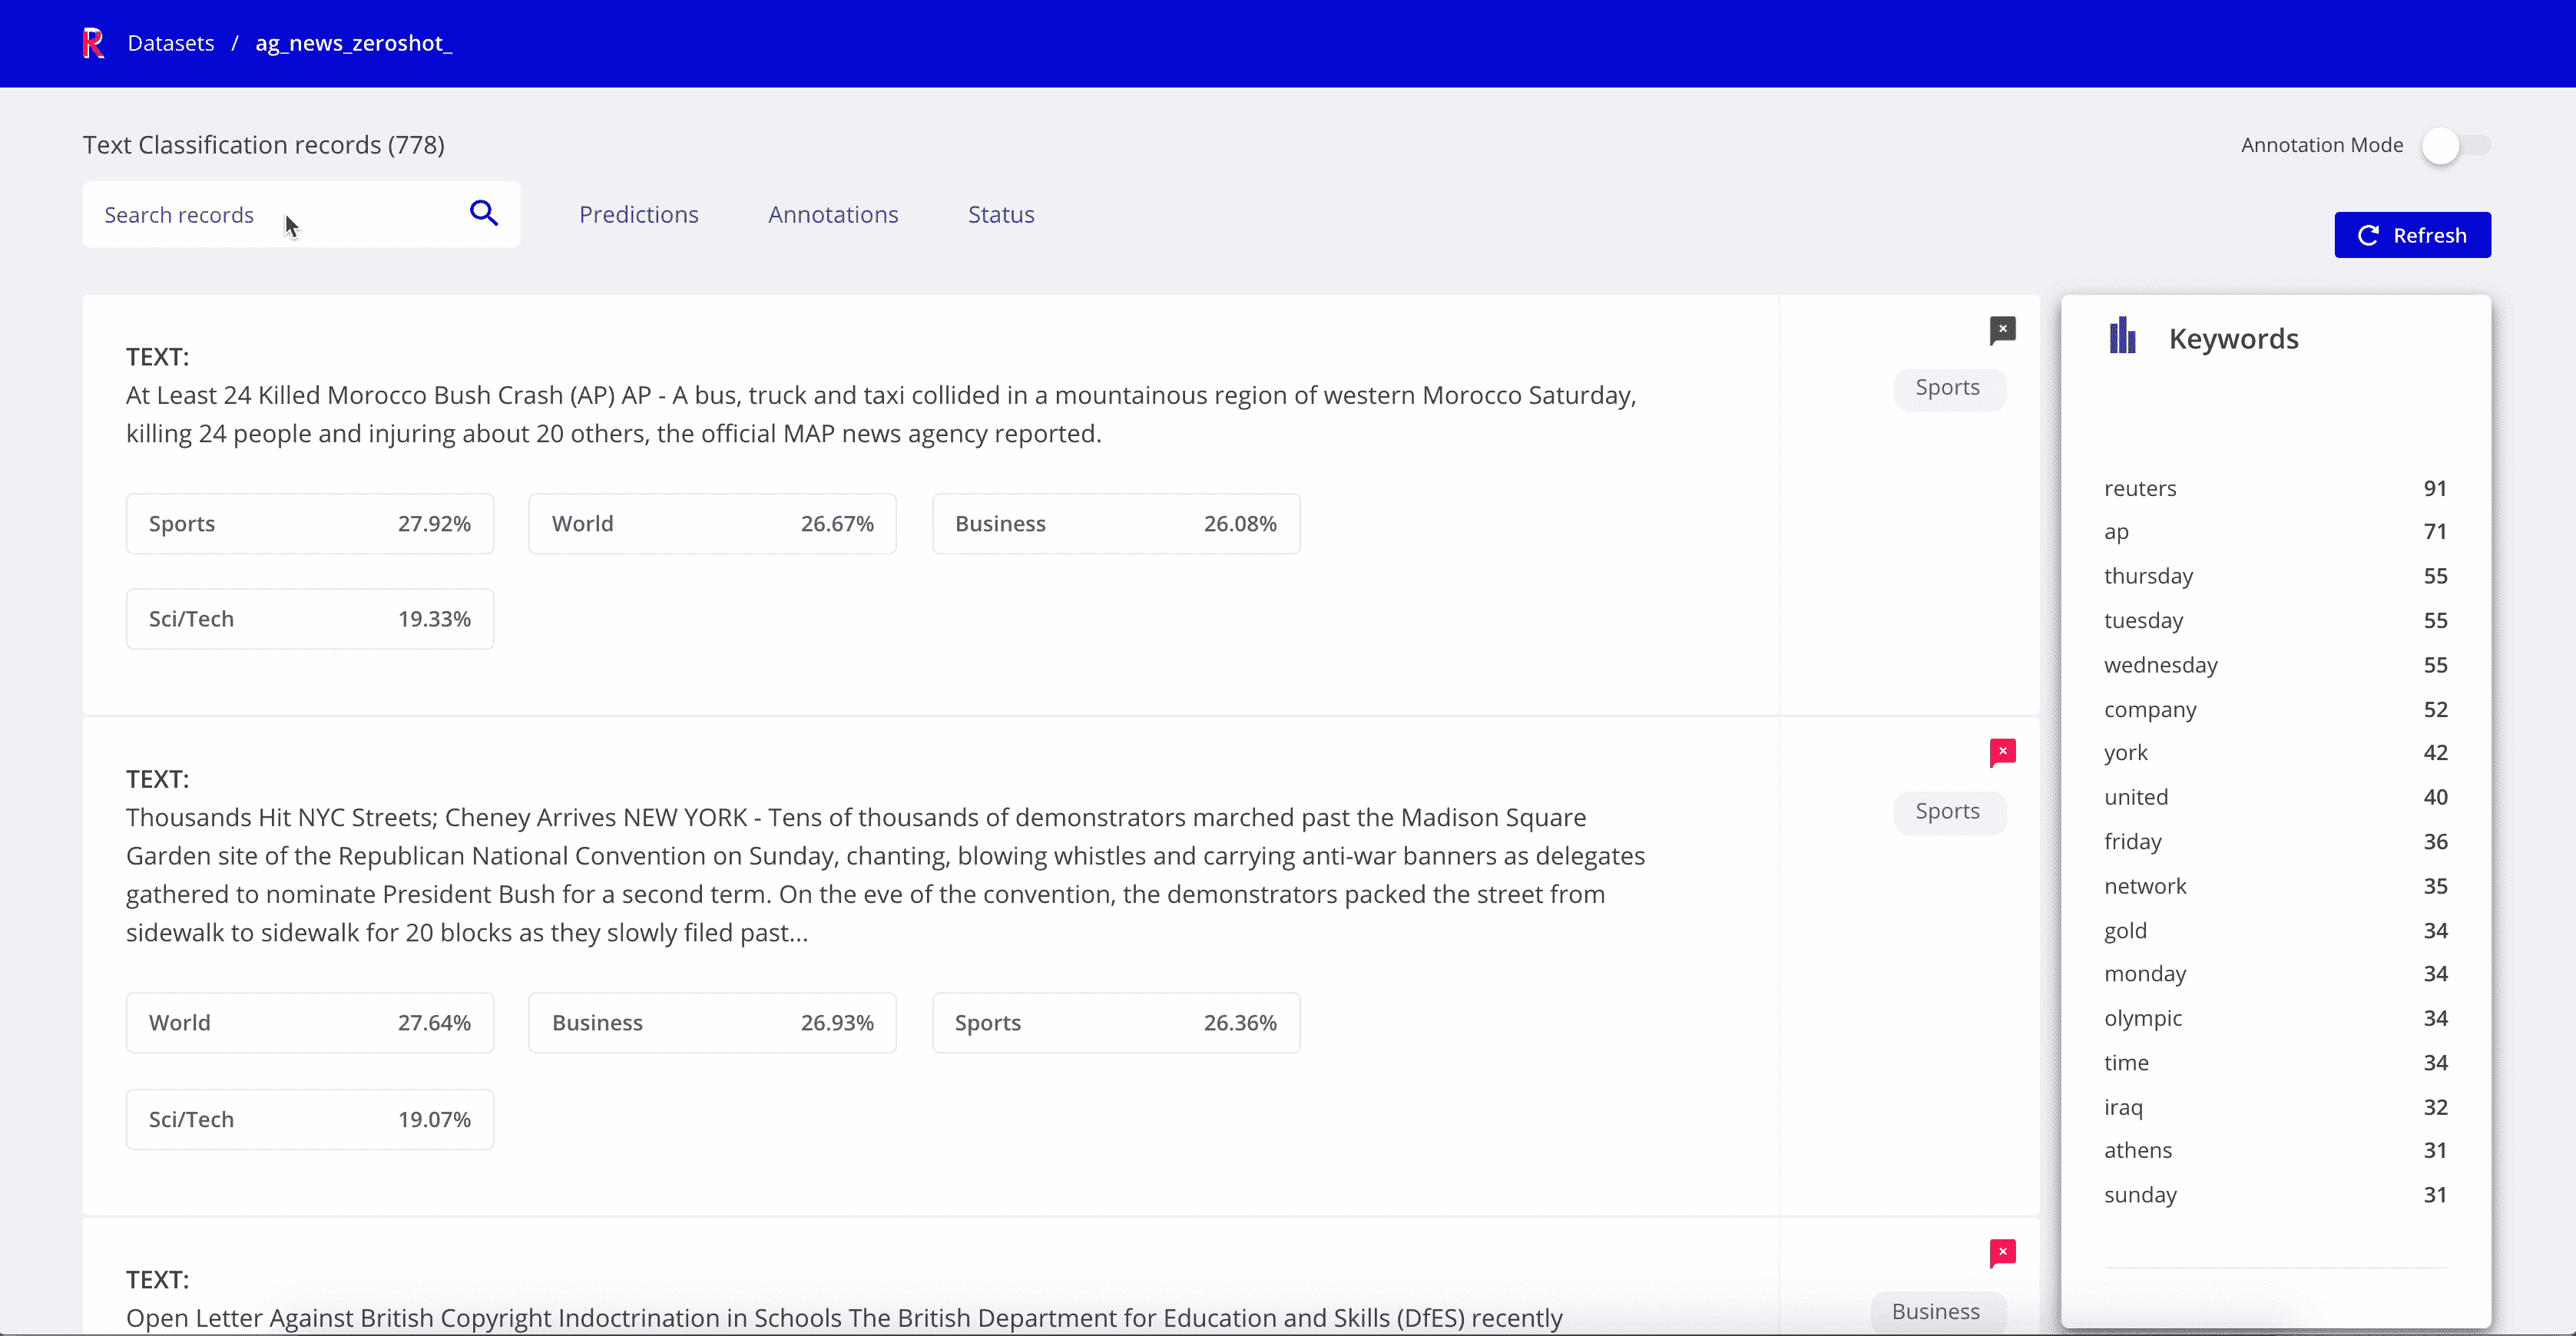 R Datasets / ag_news_zeroshot_
Text Classification records (778)
Annotation Mode
Search records
Predictions
Annotations
Status
Refresh
TEXT:
At Least 24 Killed Morocco Bush Crash (AP) AP - A bus, truck and taxi collided in a mountainous region of western Morocco Saturday,
killing 24 people and injuring about 20 others, the official MAP news agency reported.
Sports 27.92%
World 26.67%
Business 26.08%
Sci/Tech 19.33%
Sports
TEXT:
Thousands Hit NYC Streets; Cheney Arrives NEW YORK - Tens of thousands of demonstrators marched past the Madison Square
Garden site of the Republican National Convention on Sunday, chanting, blowing whistles and carrying anti-war banners as delegates
gathered to nominate President Bush for a second term. On the eve of the convention, the demonstrators packed the street from
sidewalk to sidewalk for 20 blocks as they slowly filed past...
World 27.64%
Business 26.93%
Sports 26.36%
Sci/Tech 19.07%
Sports
TEXT:
Open Letter Against British Copyright Indoctrination in Schools The British Department for Education and Skills (DfES) recently
Business
Keywords
reuters 91
ap 71
thursday 55
tuesday 55
wednesday 55
company 52
york 42
united 40
friday 36
network 35
gold 34
monday 34
olympic 34
time 34
iraq 32
athens 31
sunday 31